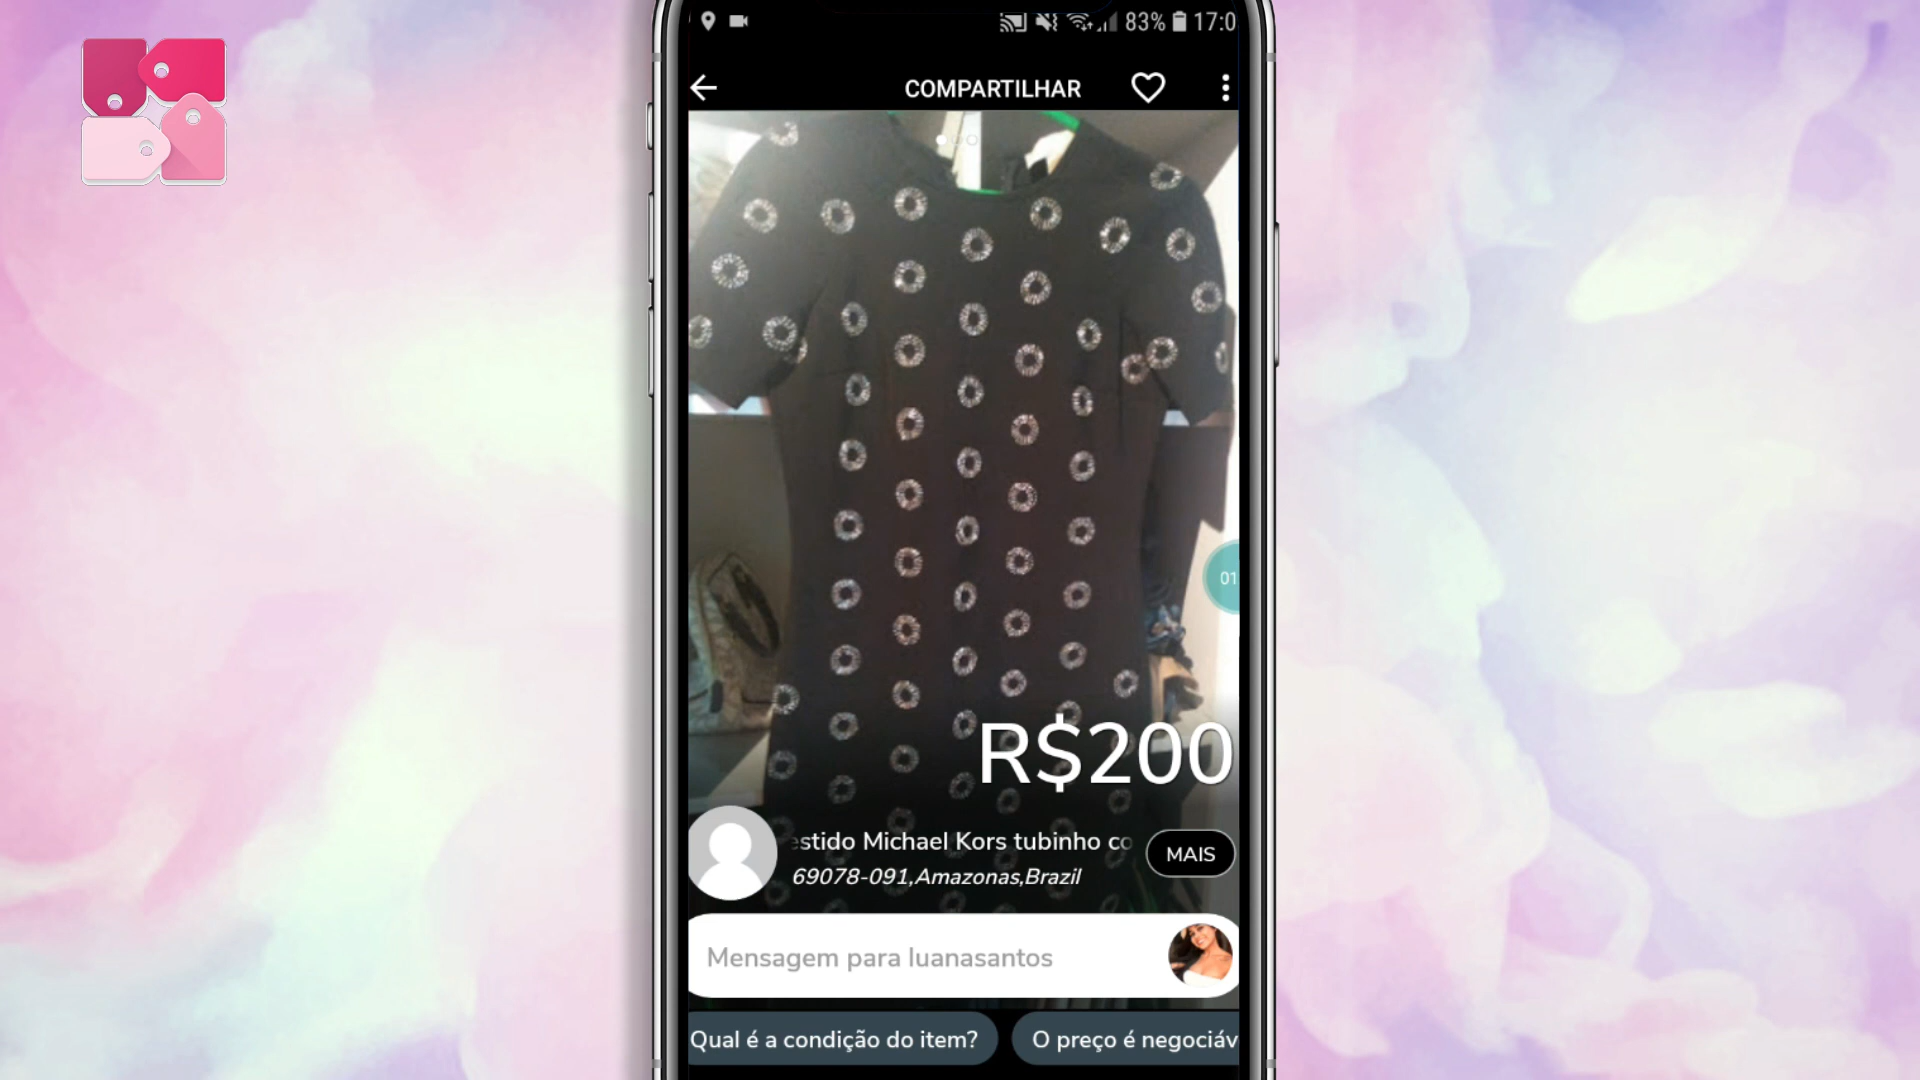 83% 17:0
COMPARTILHAR
01
R$200
estido Michael Kors tubinho co
MAIS
69078-091,Amazonas,Brazil
Mensagem para luanasantos
Qual é a condição do item?
O preço é negociáv